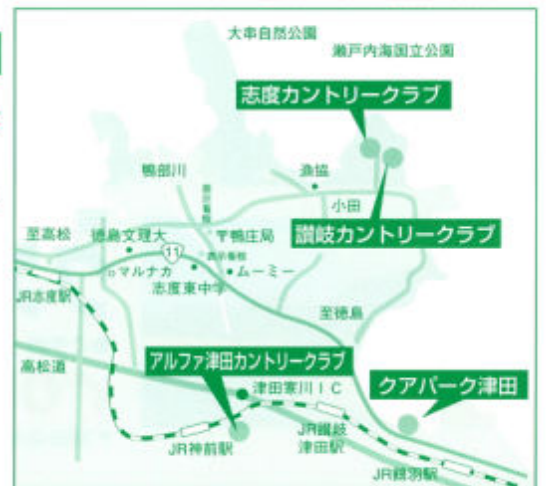 大串自然公園
瀬戸内海国立公園
志度カントリークラブ
鴨部川
漁協
小田
讃岐カントリークラブ
至高松
徳島文理大
〒鴨庄局
11
マルナカ
ムーミー
志度東中学
JR志度駅
至徳島
高松道
アルファ津田カントリークラブ
津田寒川IC
クアパーク津田
JR神前駅
JR讃岐
津田駅
JR鶴羽駅